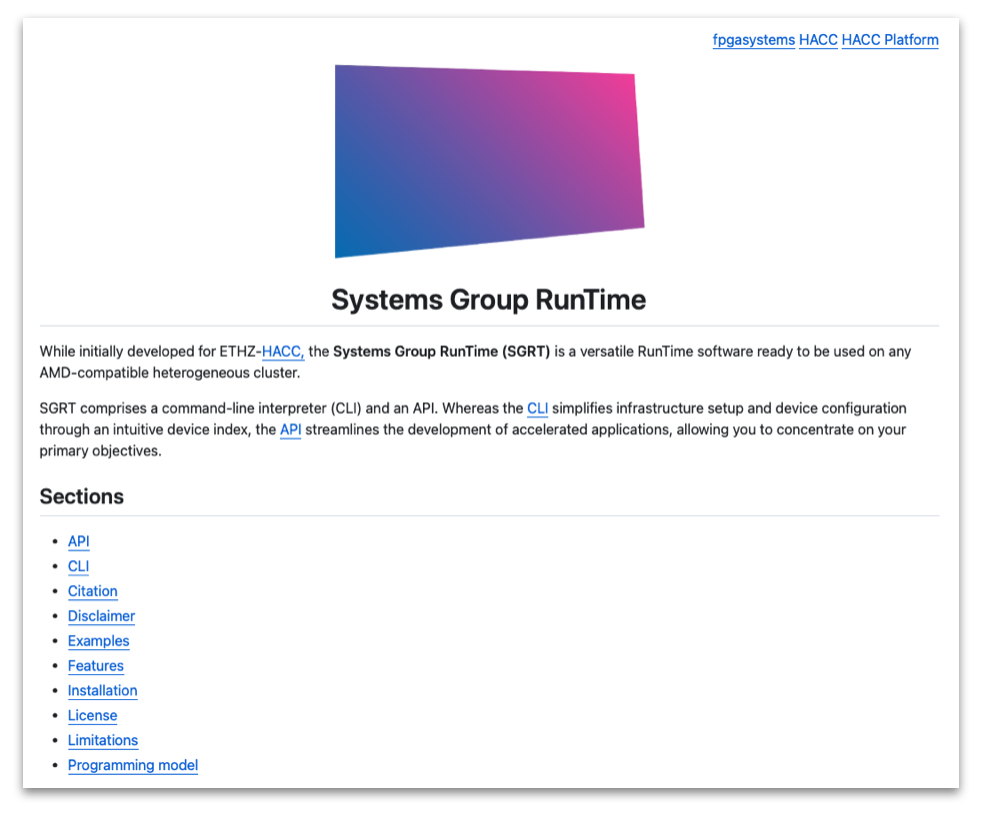 fpgasystems HACC HACC Platform
Systems Group RunTime
While initially developed for ETHZ-HACC, the Systems Group RunTime (SGRT) is a versatile RunTime software ready to be used on any
AMD-compatible heterogeneous cluster.
SGRT comprises a command-line interpreter (CLI) and an API. Whereas the CLI simplifies infrastructure setup and device configuration
through an intuitive device index, the API streamlines the development of accelerated applications, allowing you to concentrate on your
primary objectives.
Sections
• API
• CLI
• Citation
• Disclaimer
• Examples
• Features
• Installation
• License
• Limitations
• Programming model